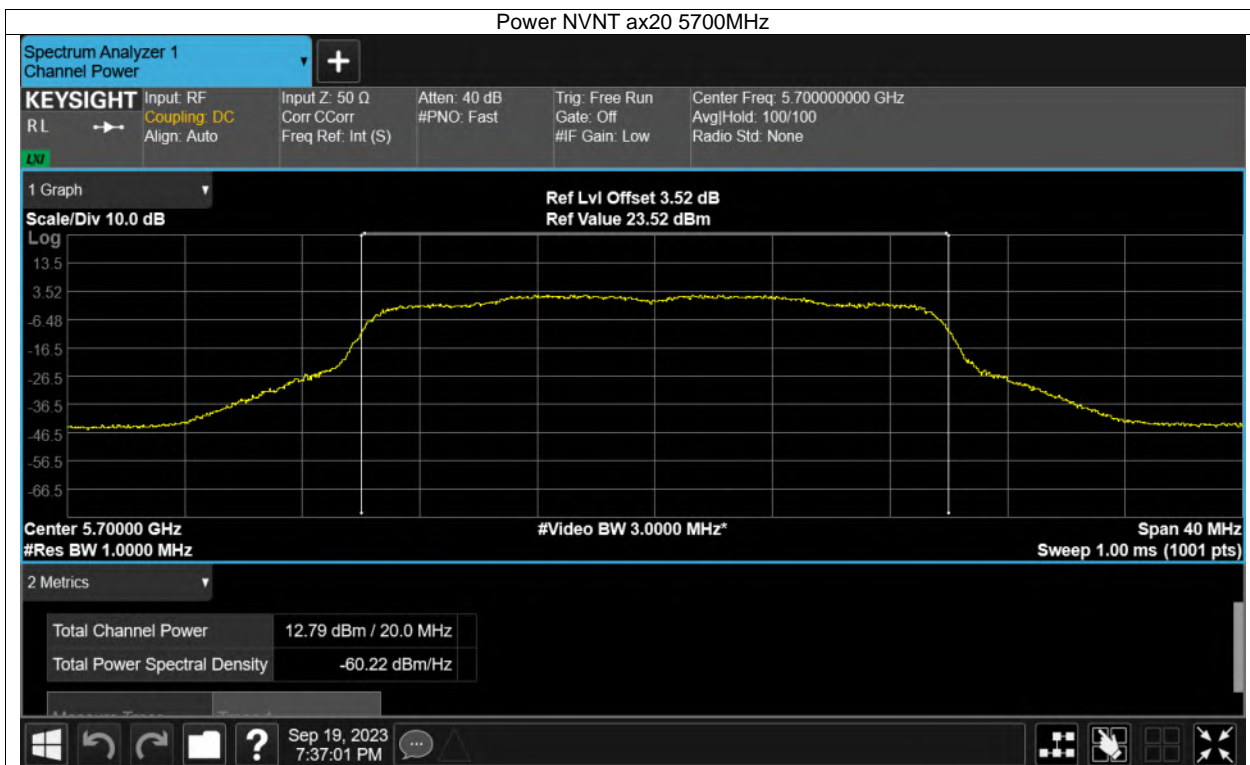 Power NVNT ax20 5700MHz
Spectrum Analyzer 1
Channel Power
KEYSIGHT
RL
LXI
Input: RF
Coupling: DC
Align: Auto
Input Z: 50 Ω
Corr CCorr
Freq Ref: Int (S)
Atten: 40 dB
#PNO: Fast
Trig: Free Run
Gate: Off
#IF Gain: Low
Center Freq: 5.700000000 GHz
Avg|Hold: 100/100
Radio Std: None
1 Graph
Scale/Div 10.0 dB
Ref Lvl Offset 3.52 dB
Ref Value 23.52 dBm
Log
13.5
3.52
-6.48
-16.5
-26.5
-36.5
-46.5
-56.5
-66.5
Center 5.70000 GHz
#Video BW 3.0000 MHz*
Span 40 MHz
#Res BW 1.0000 MHz
Sweep 1.00 ms (1001 pts)
2 Metrics
Total Channel Power 12.79 dBm / 20.0 MHz
Total Power Spectral Density -60.22 dBm/Hz
?
Sep 19, 2023
7:37:01 PM